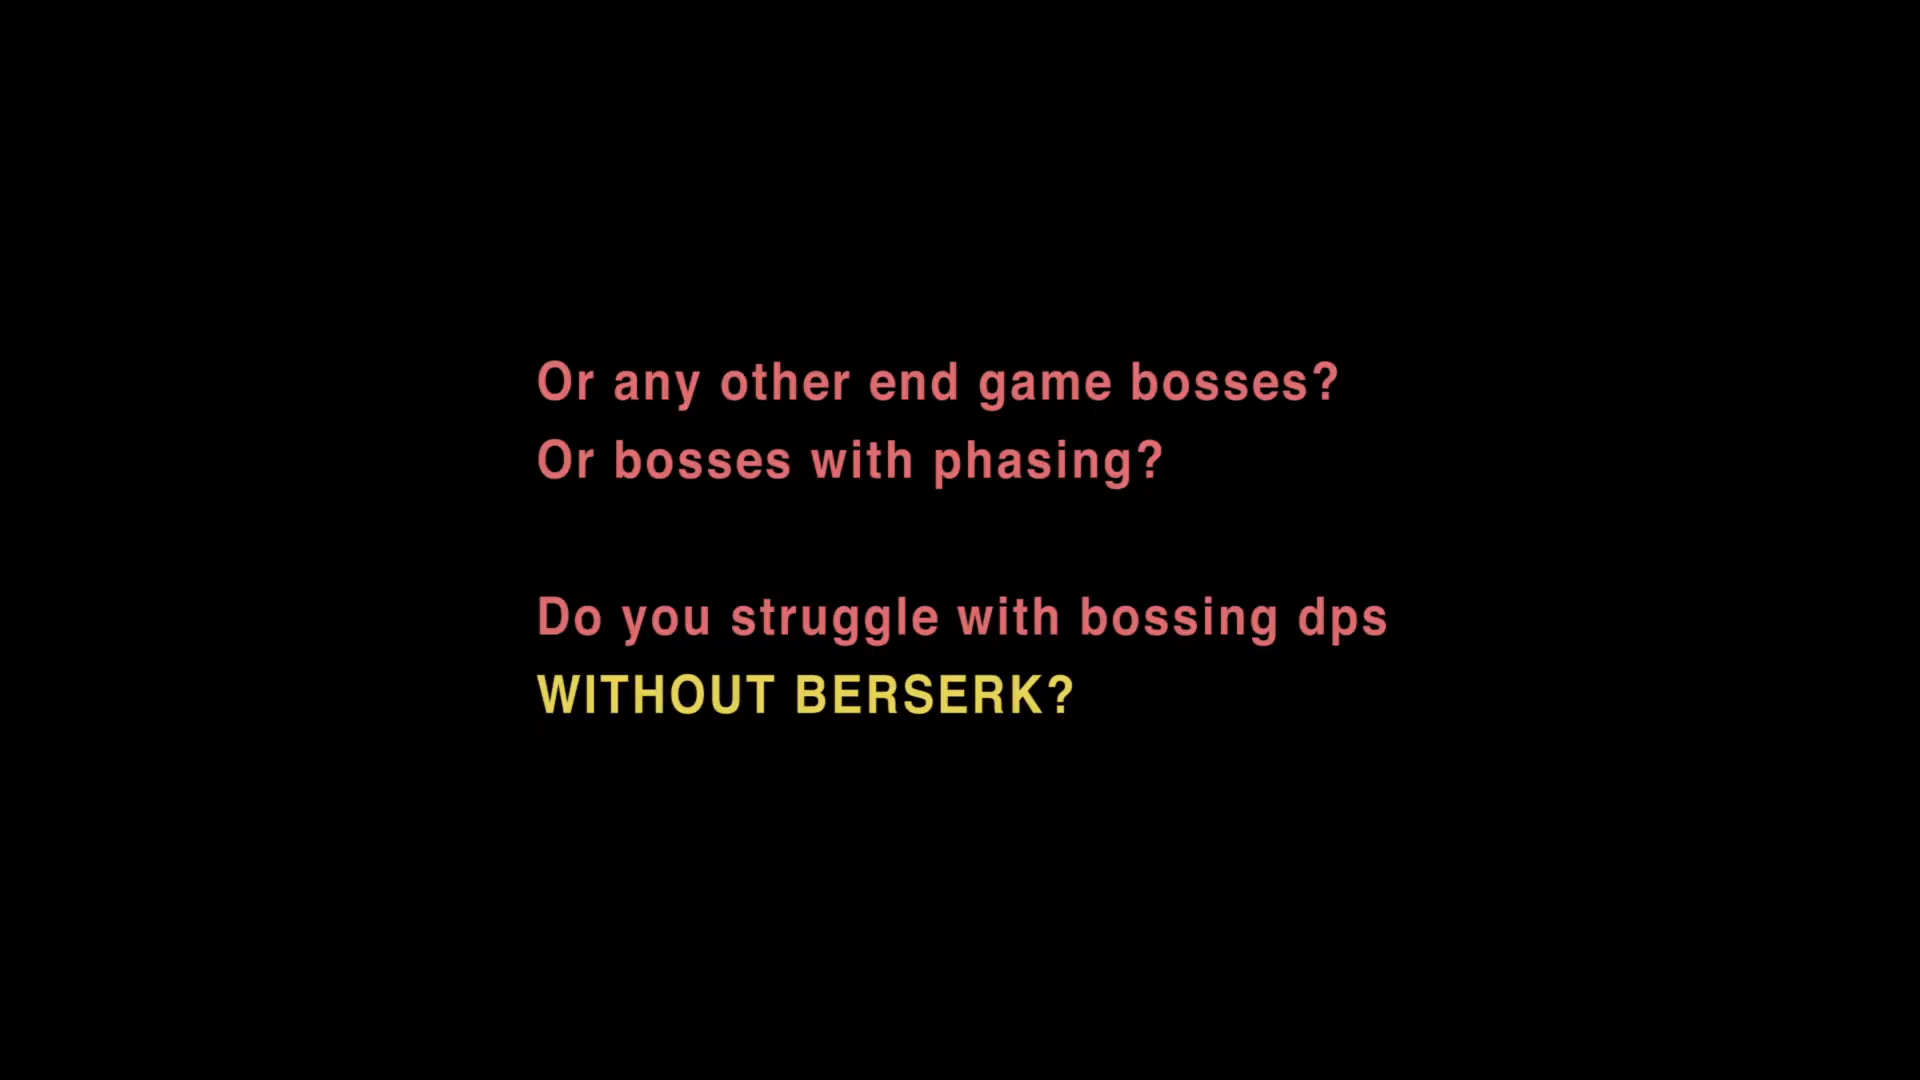 Or any other end game bosses?
Or bosses with phasing?
Do you struggle with bossing dps
WITHOUT BERSERK?